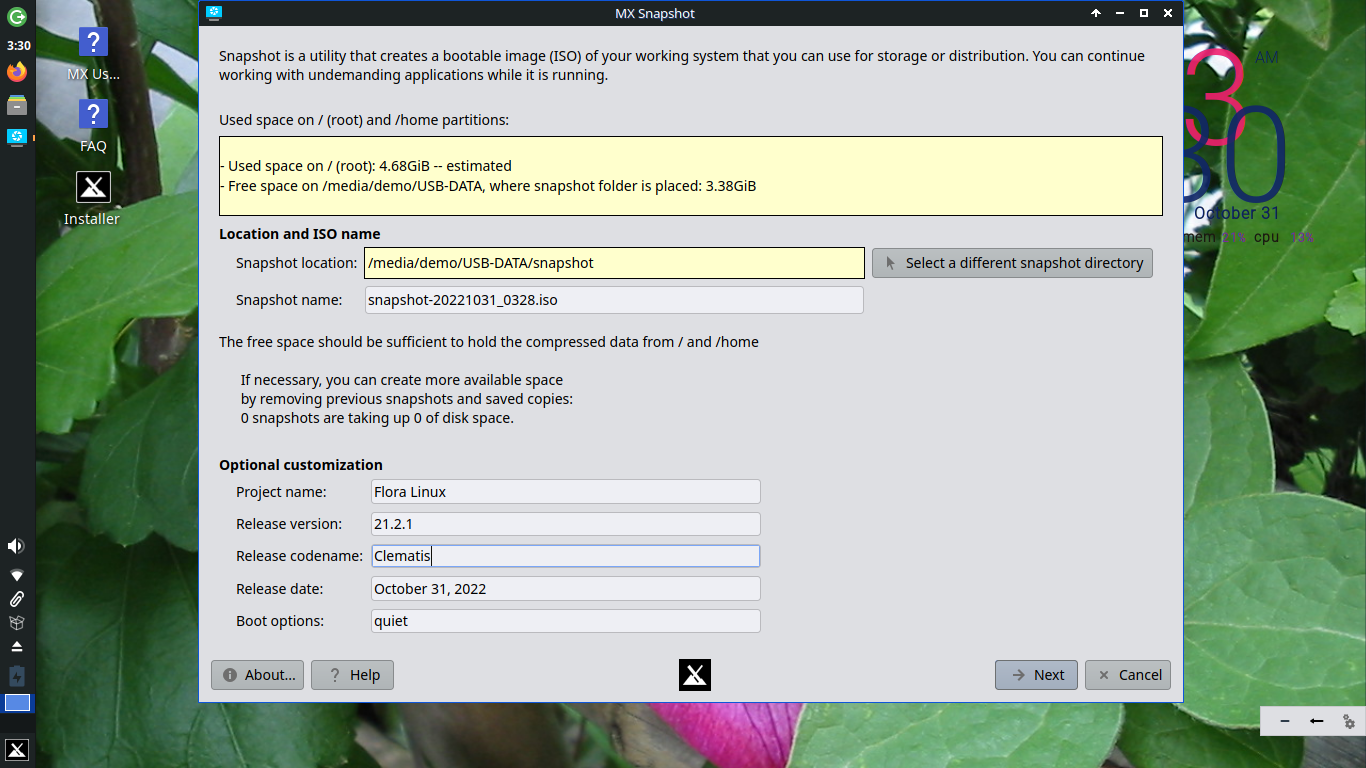 MX Snapshot
3:30
MX Us...
FAQ
Installer
Snapshot is a utility that creates a bootable image (ISO) of your working system that you can use for storage or distribution. You can continue
working with undemanding applications while it is running.
Used space on / (root) and /home partitions:
- Used space on / (root): 4.68GiB -- estimated
- Free space on /media/demo/USB-DATA, where snapshot folder is placed: 3.38GiB
Location and ISO name
Snapshot location: /media/demo/USB-DATA/snapshot Select a different snapshot directory
Snapshot name: snapshot-20221031_0328.iso
The free space should be sufficient to hold the compressed data from / and /home
If necessary, you can create more available space
by removing previous snapshots and saved copies:
0 snapshots are taking up 0 of disk space.
Optional customization
Project name: Flora Linux
Release version: 21.2.1
Release codename: Clematis
Release date: October 31, 2022
Boot options: quiet
About... Help Next Cancel
3 AM
30
October 31
mem 21% cpu 13%